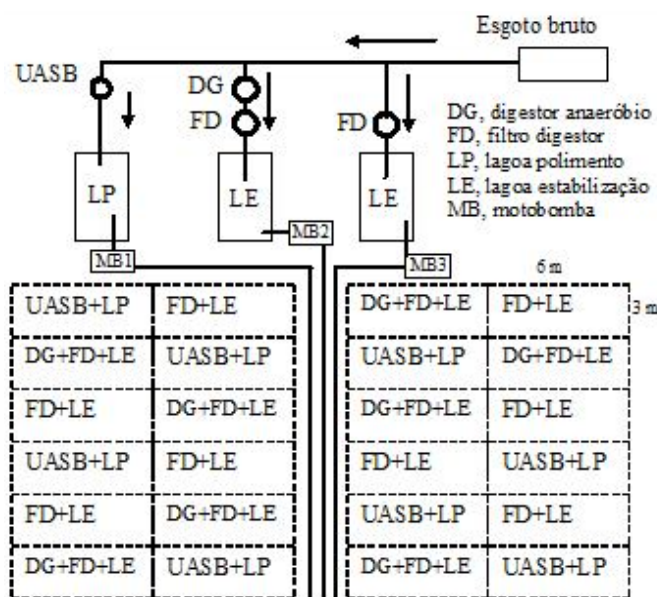 Esgoto bruto
UASB
DG
FD
FD
DG, digestor anaeróbio
FD, filtro digestor
LP, lagoa polimento
LE, lagoa estabilização
MB, motobomba
LP
LE
LE
MB1
MB2
MB3
6 m
3 m
UASB+LP FD+LE DG+FD+LE FD+LE
DG+FD+LE UASB+LP UASB+LP DG+FD+LE
FD+LE DG+FD+LE DG+FD+LE FD+LE
UASB+LP FD+LE FD+LE UASB+LP
FD+LE DG+FD+LE UASB+LP FD+LE
DG+FD+LE UASB+LP DG+FD+LE UASB+LP